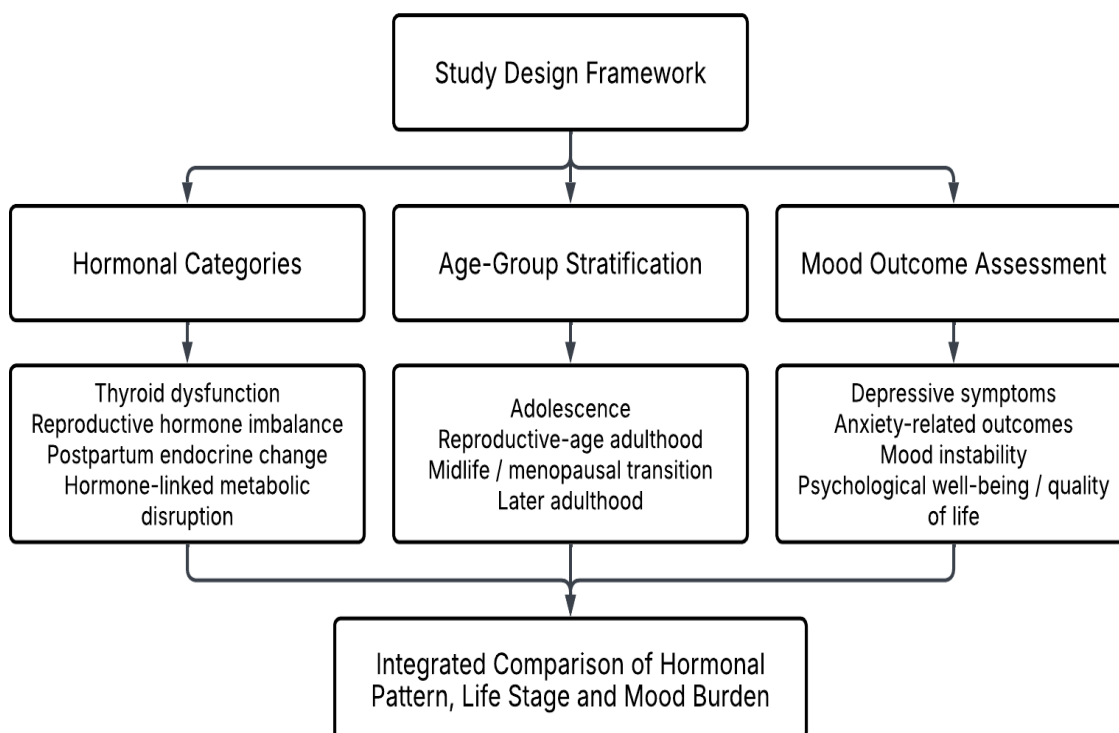 Study Design Framework
Hormonal Categories
Age-Group Stratification
Mood Outcome Assessment
Thyroid dysfunction
Reproductive hormone imbalance
Postpartum endocrine change
Hormone-linked metabolic
disruption
Adolescence
Reproductive-age adulthood
Midlife / menopausal transition
Later adulthood
Depressive symptoms
Anxiety-related outcomes
Mood instability
Psychological well-being / quality
of life
Integrated Comparison of Hormonal
Pattern, Life Stage and Mood Burden